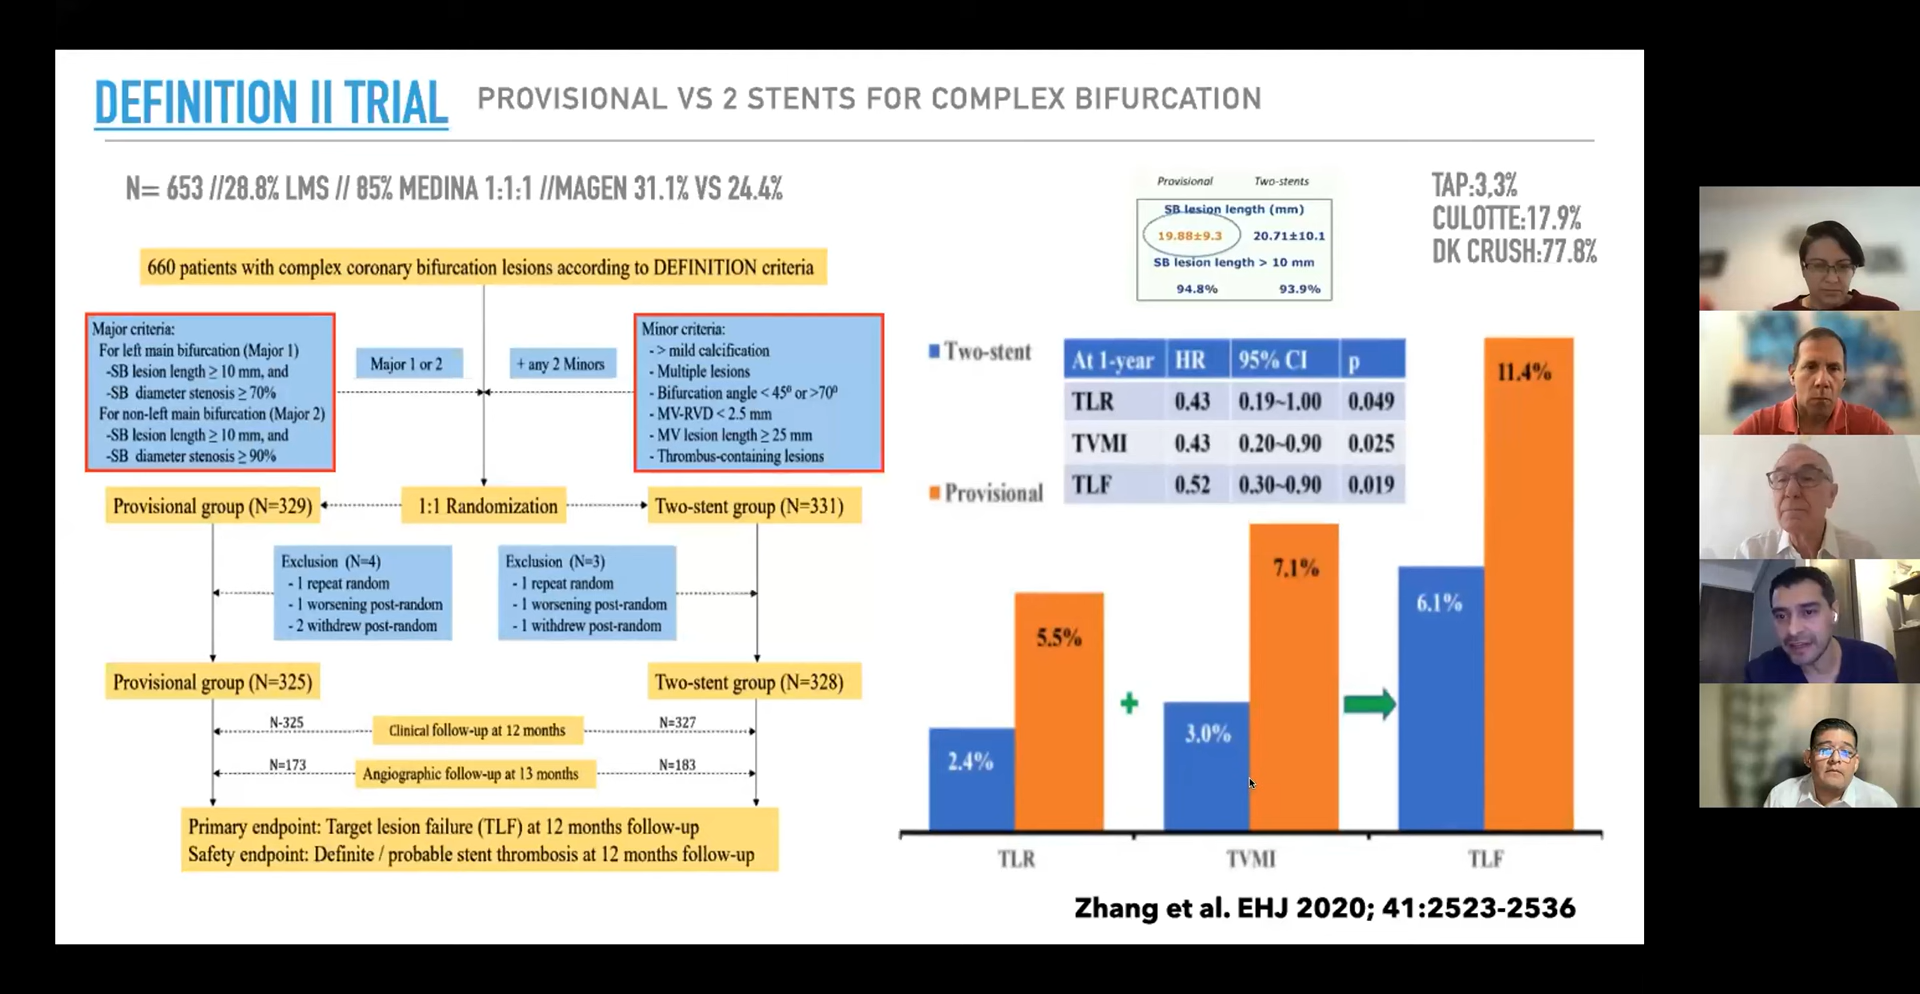 DEFINITION II TRIAL PROVISIONAL VS 2 STENTS FOR COMPLEX BIFURCATION
N= 653 //28.8% LMS // 85% MEDINA 1:1:1 //MAGEN 31.1% VS 24.4%
660 patients with complex coronary bifurcation lesions according to DEFINITION criteria
Major criteria:
For left main bifurcation (Major 1)
-SB lesion length ≥ 10 mm, and
-SB diameter stenosis ≥ 70%
For non-left main bifurcation (Major 2)
-SB lesion length ≥ 10 mm, and
-SB diameter stenosis ≥ 90%
Major 1 or 2
+ any 2 Minors
Minor criteria:
- > mild calcification
- Multiple lesions
- Bifurcation angle < 45º or >70º
- MV-RVD < 2.5 mm
- MV lesion length ≥ 25 mm
- Thrombus-containing lesions
Provisional group (N=329)
1:1 Randomization
Two-stent group (N=331)
Exclusion (N=4)
- 1 repeat random
- 1 worsening post-random
- 2 withdrew post-random
Exclusion (N=3)
- 1 repeat random
- 1 worsening post-random
- 1 withdrew post-random
Provisional group (N=325)
Two-stent group (N=328)
N-325
Clinical follow-up at 12 months
N=327
N=173
Angiographic follow-up at 13 months
N=183
Primary endpoint: Target lesion failure (TLF) at 12 months follow-up
Safety endpoint: Definite / probable stent thrombosis at 12 months follow-up
Provisional Two-stents
SB lesion length (mm)
19.88±9.3 20.71±10.1
SB lesion length > 10 mm
94.8% 93.9%
TAP:3,3%
CULOTTE:17.9%
DK CRUSH:77.8%
Two-stent
Provisional
At 1-year HR 95% CI p
TLR 0.43 0.19~1.00 0.049
TVMI 0.43 0.20~0.90 0.025
TLF 0.52 0.30~0.90 0.019
2.4%
5.5%
+
3.0%
7.1%
6.1%
11.4%
TLR TVMI TLF
Zhang et al. EHJ 2020; 41:2523-2536